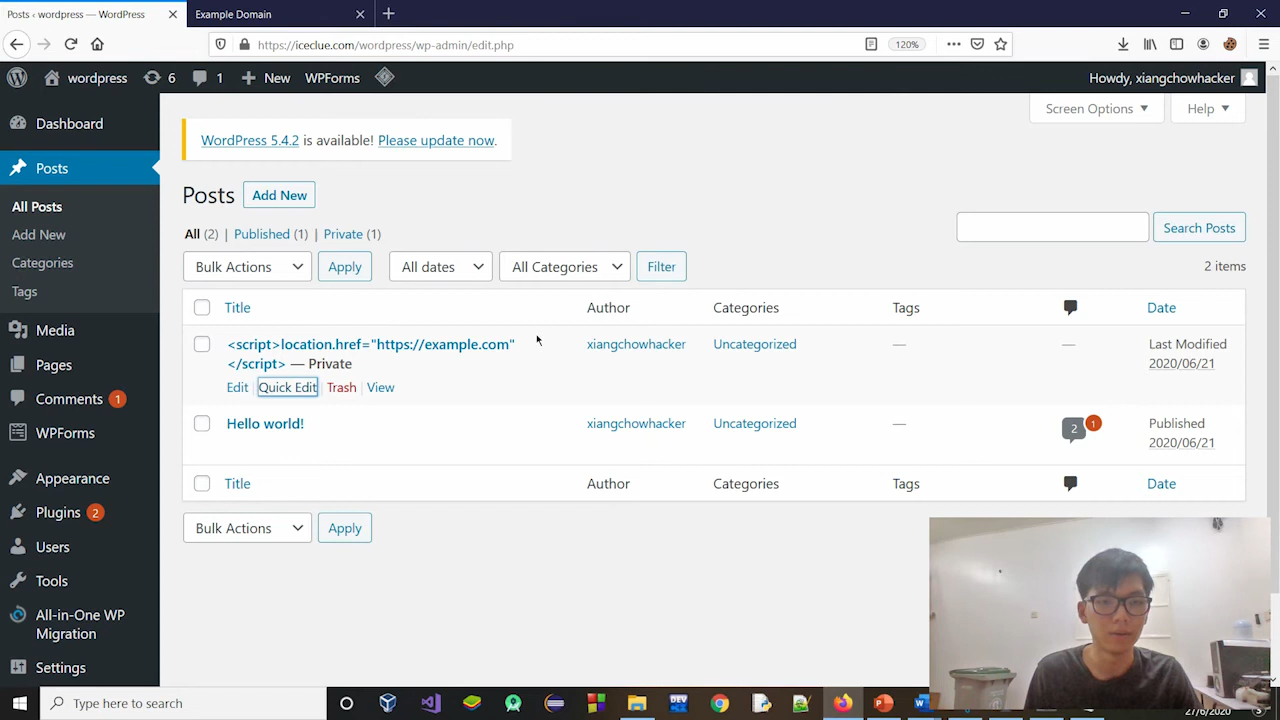 Posts ‹ wordpress — WordPress
Example Domain
https://iceclue.com/wordpress/wp-admin/edit.php
120%
wordpress
6
1
New
WPForms
Howdy, xiangchowhacker
Dashboard
Posts
All Posts
Add New
Categories
Tags
Media
Pages
Comments 1
WPForms
Appearance
Plugins 2
Users
Tools
All-in-One WP
Migration
Settings
Screen Options
Help
WordPress 5.4.2 is available! Please update now.
Posts
Add New
All (2) | Published (1) | Private (1)
Search Posts
Bulk Actions
Apply
All dates
All Categories
Filter
2 items
Title
Author
Categories
Tags
Date
<script>location.href="https://example.com"
</script> — Private
Edit | Quick Edit | Trash | View
xiangchowhacker
Uncategorized
—
—
Last Modified
2020/06/21
Hello world!
xiangchowhacker
Uncategorized
—
2
1
Published
2020/06/21
Title
Author
Categories
Tags
Date
Bulk Actions
Apply
Type here to search
27/6/2020